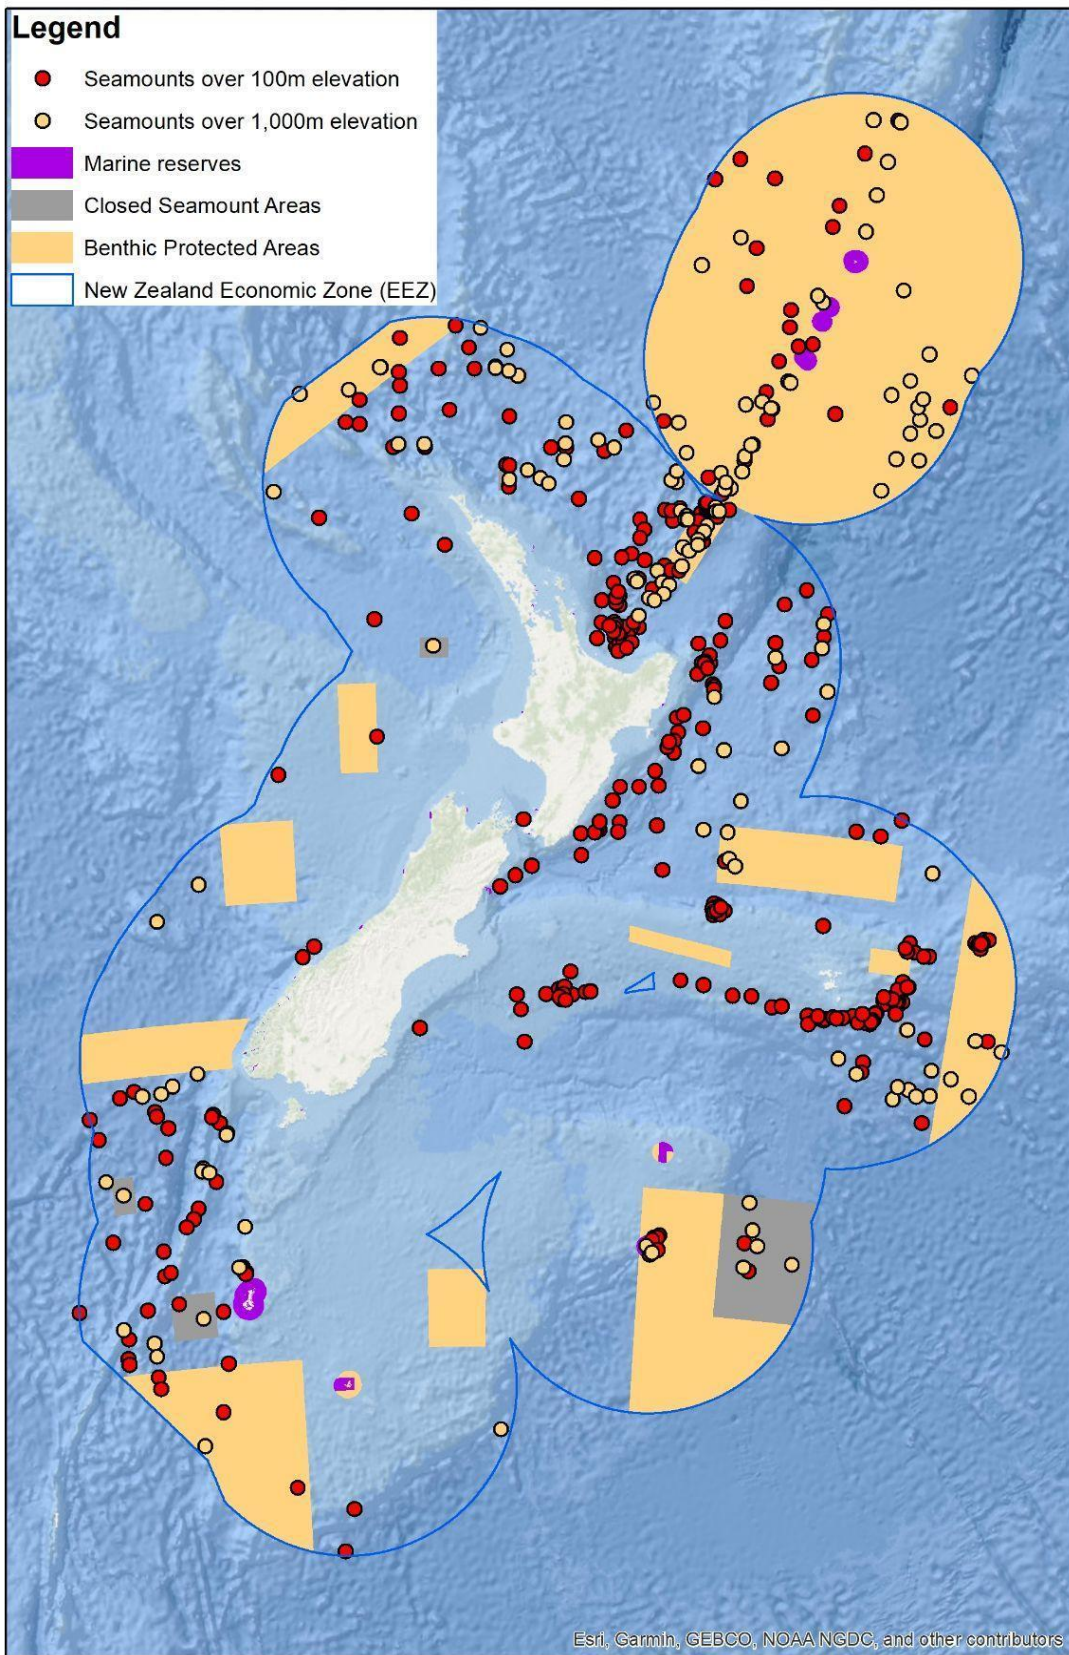 Legend
Seamounts over 100m elevation
Seamounts over 1,000m elevation
Marine reserves
Closed Seamount Areas
Benthic Protected Areas
New Zealand Economic Zone (EEZ)
Esri, Garmin, GEBCO, NOAA NGDC, and other contributors